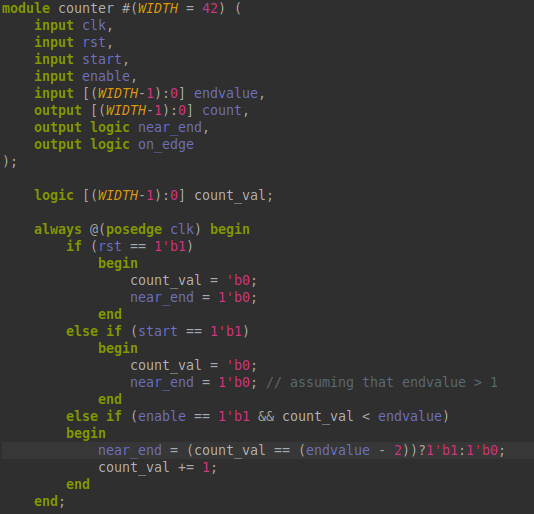 module counter #(WIDTH = 42) (
    input clk,
    input rst,
    input start,
    input enable,
    input [(WIDTH-1):0] endvalue,
    output [(WIDTH-1):0] count,
    output logic near_end,
    output logic on_edge
);
    logic [(WIDTH-1):0] count_val;
    always @(posedge clk) begin
        if (rst == 1'b1)
            begin
                count_val = 'b0;
                near_end = 1'b0;
            end
        else if (start == 1'b1)
            begin
                count_val = 'b0;
                near_end = 1'b0; // assuming that endvalue > 1
            end
        else if (enable == 1'b1 && count_val < endvalue)
        begin
            near_end = (count_val == (endvalue - 2))?1'b1:1'b0;
            count_val += 1;
        end
    end;